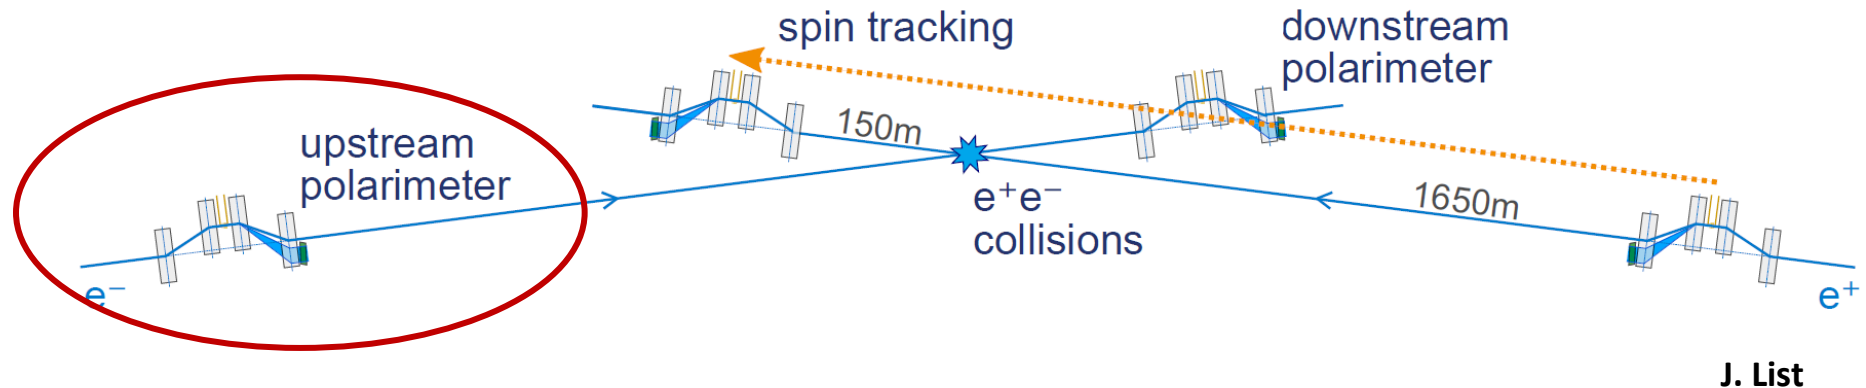 spin tracking
downstream
polarimeter
150m
upstream
polarimeter
e⁺e⁻
collisions
1650m
e⁻
e⁺
J. List